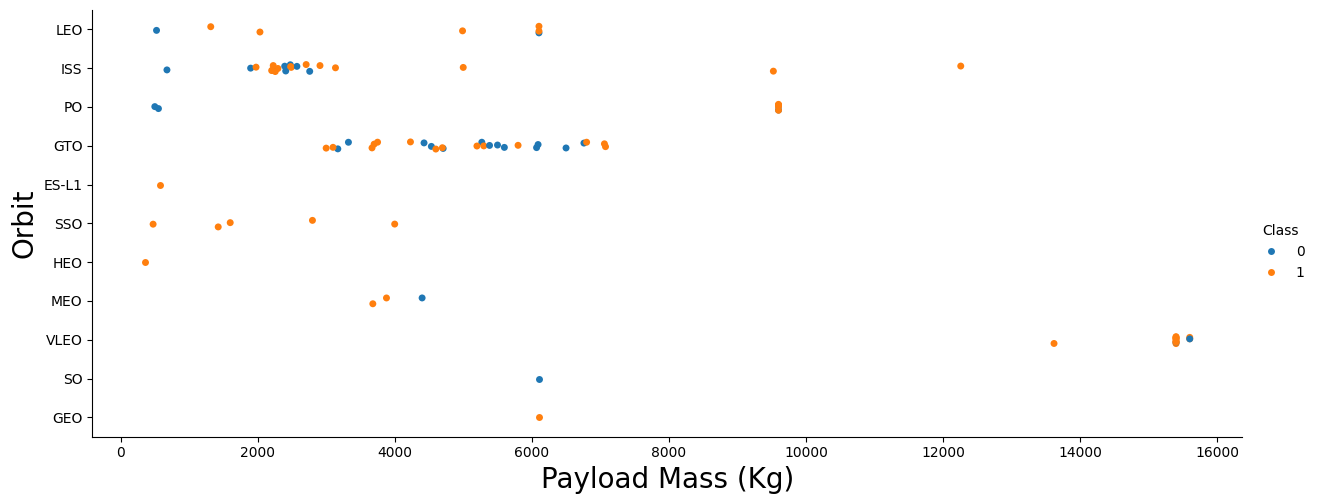 LEO
ISS
PO
GTO
ES-L1
SSO
HEO
MEO
VLEO
SO
GEO
Orbit
0 2000 4000 6000 8000 10000 12000 14000 16000
Payload Mass (Kg)
Class
0
1